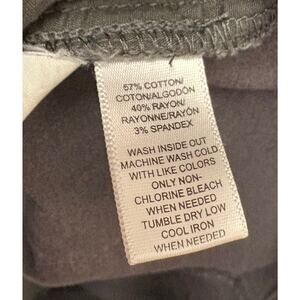 57% COTTON/
COTON/ALGODÓN
40% RAYON/
RAYONNE/RAYÓN
3% SPANDEX
WASH INSIDE OUT
MACHINE WASH COLD
WITH LIKE COLORS
ONLY NON-
CHLORINE BLEACH
WHEN NEEDED
TUMBLE DRY LOW
COOL IRON
WHEN NEEDED